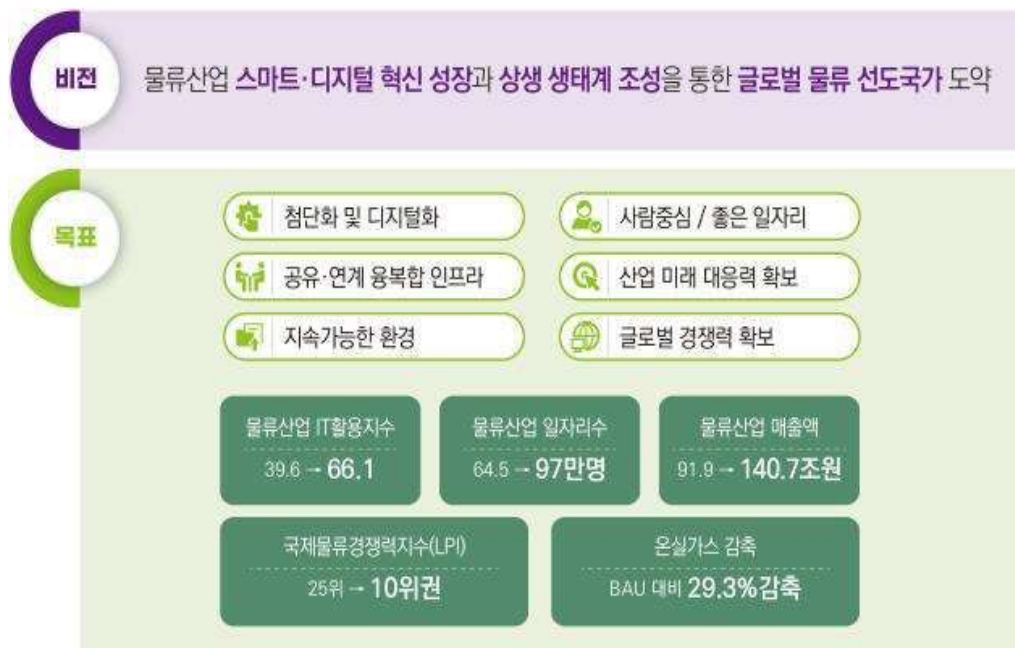 비전
물류산업 스마트·디지털 혁신 성장과 상생 생태계 조성을 통한 글로벌 물류 선도국가 도약
목표
첨단화 및 디지털화
사람중심 / 좋은 일자리
공유·연계 융복합 인프라
산업 미래 대응력 확보
지속가능한 환경
글로벌 경쟁력 확보
물류산업 IT활용지수
39.6 → 66.1
물류산업 일자리수
64.5 → 97만명
물류산업 매출액
91.9 → 140.7조원
국제물류경쟁력지수(LPI)
25위 → 10위권
온실가스 감축
BAU 대비 29.3%감축